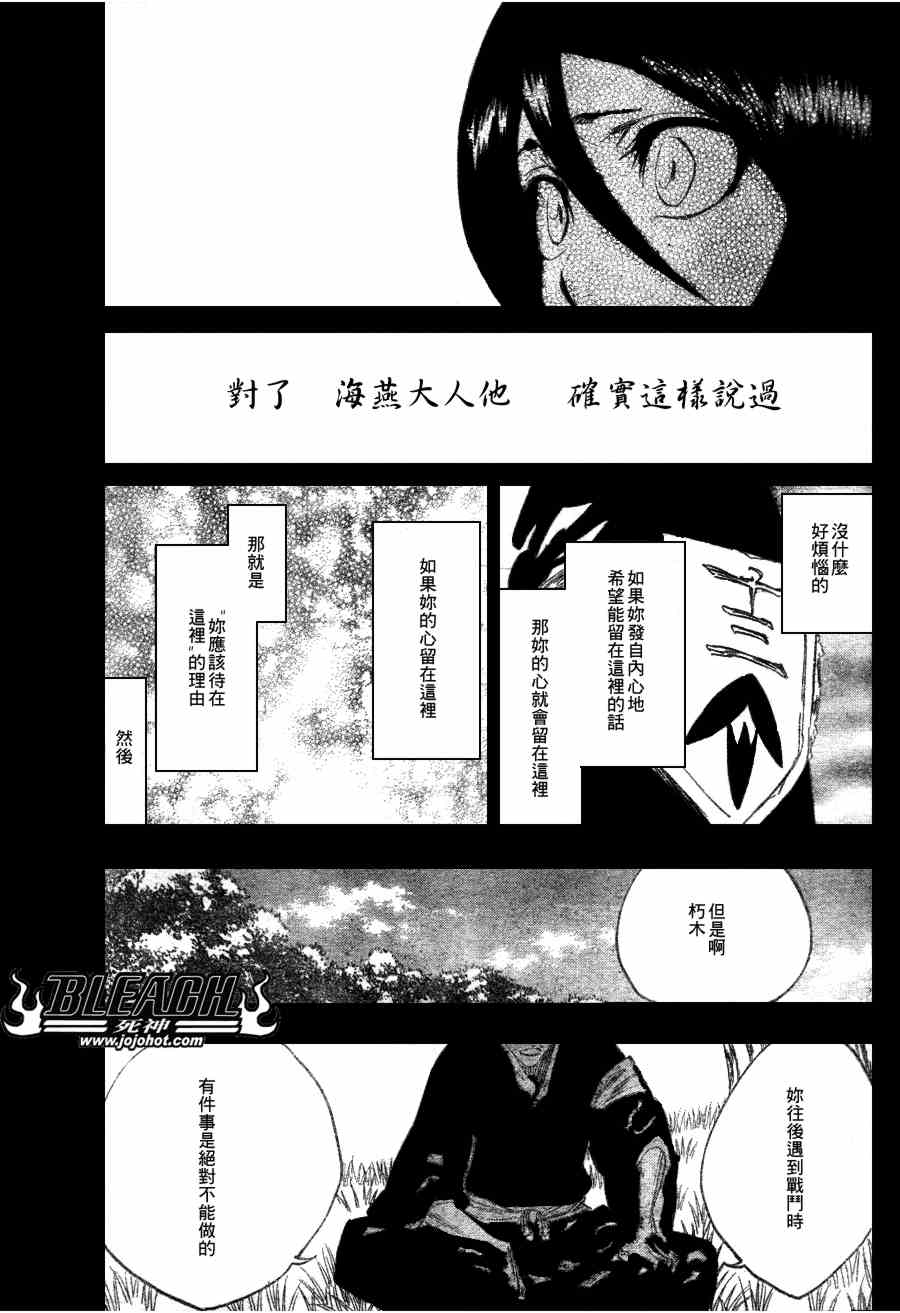 對了 海燕大人他 確實這樣說過
沒什麼
好煩惱的
如果妳發自內心地
希望能留在這裡的話
那妳的心就會留在這裡
如果妳的心留在這裡
那就是
"妳應該待在
這裡"的理由
然後
但是啊
朽木
BLEACH
死神
www.jojohot.com
妳往後遇到戰鬥時
有件事是絕對不能做的